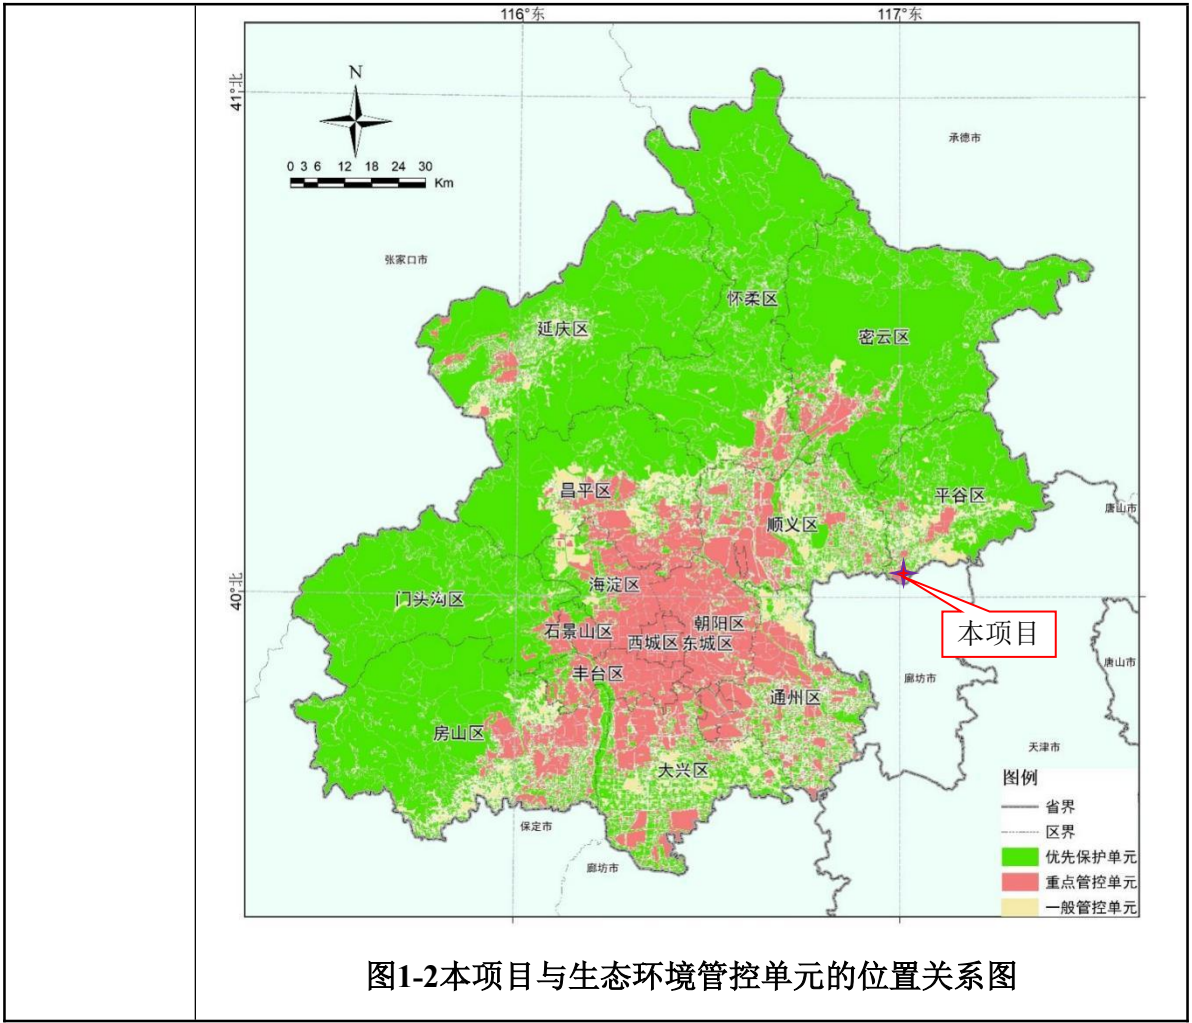 116°东
117°东
41°北
N
承德市
0 3 6 12 18 24 30
Km
张家口市
怀柔区
延庆区
密云区
昌平区
平谷区
唐山市
顺义区
40°北
海淀区
门头沟区
朝阳区
石景山区
西城区
东城区
本项目
丰台区
唐山市
廊坊市
通州区
房山区
天津市
大兴区
图例
省界
保定市
区界
优先保护单元
廊坊市
重点管控单元
一般管控单元
图1-2本项目与生态环境管控单元的位置关系图